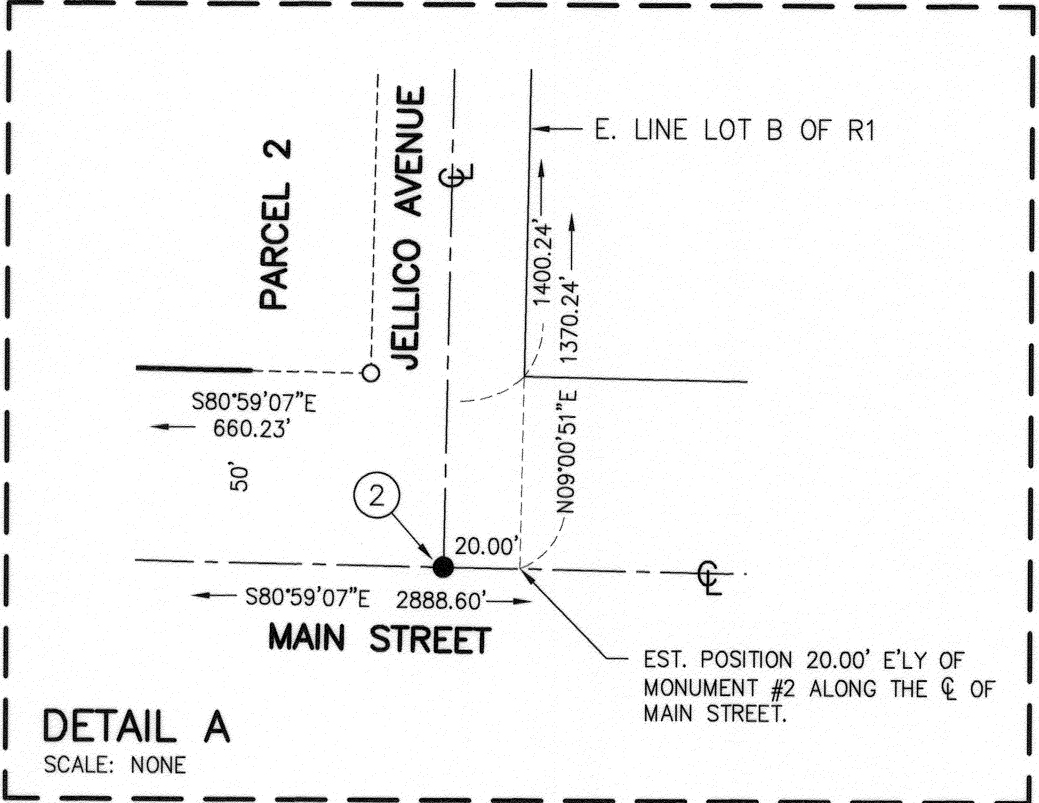 E. LINE LOT B OF R1
PARCEL 2
JELLICO AVENUE
℄
1400.24'
1370.24'
S80°59'07"E
660.23'
50'
N09°00'51"E
2
20.00'
℄
S80°59'07"E 2888.60'
MAIN STREET
EST. POSITION 20.00' E'LY OF
MONUMENT #2 ALONG THE ℄ OF
MAIN STREET.
DETAIL A
SCALE: NONE